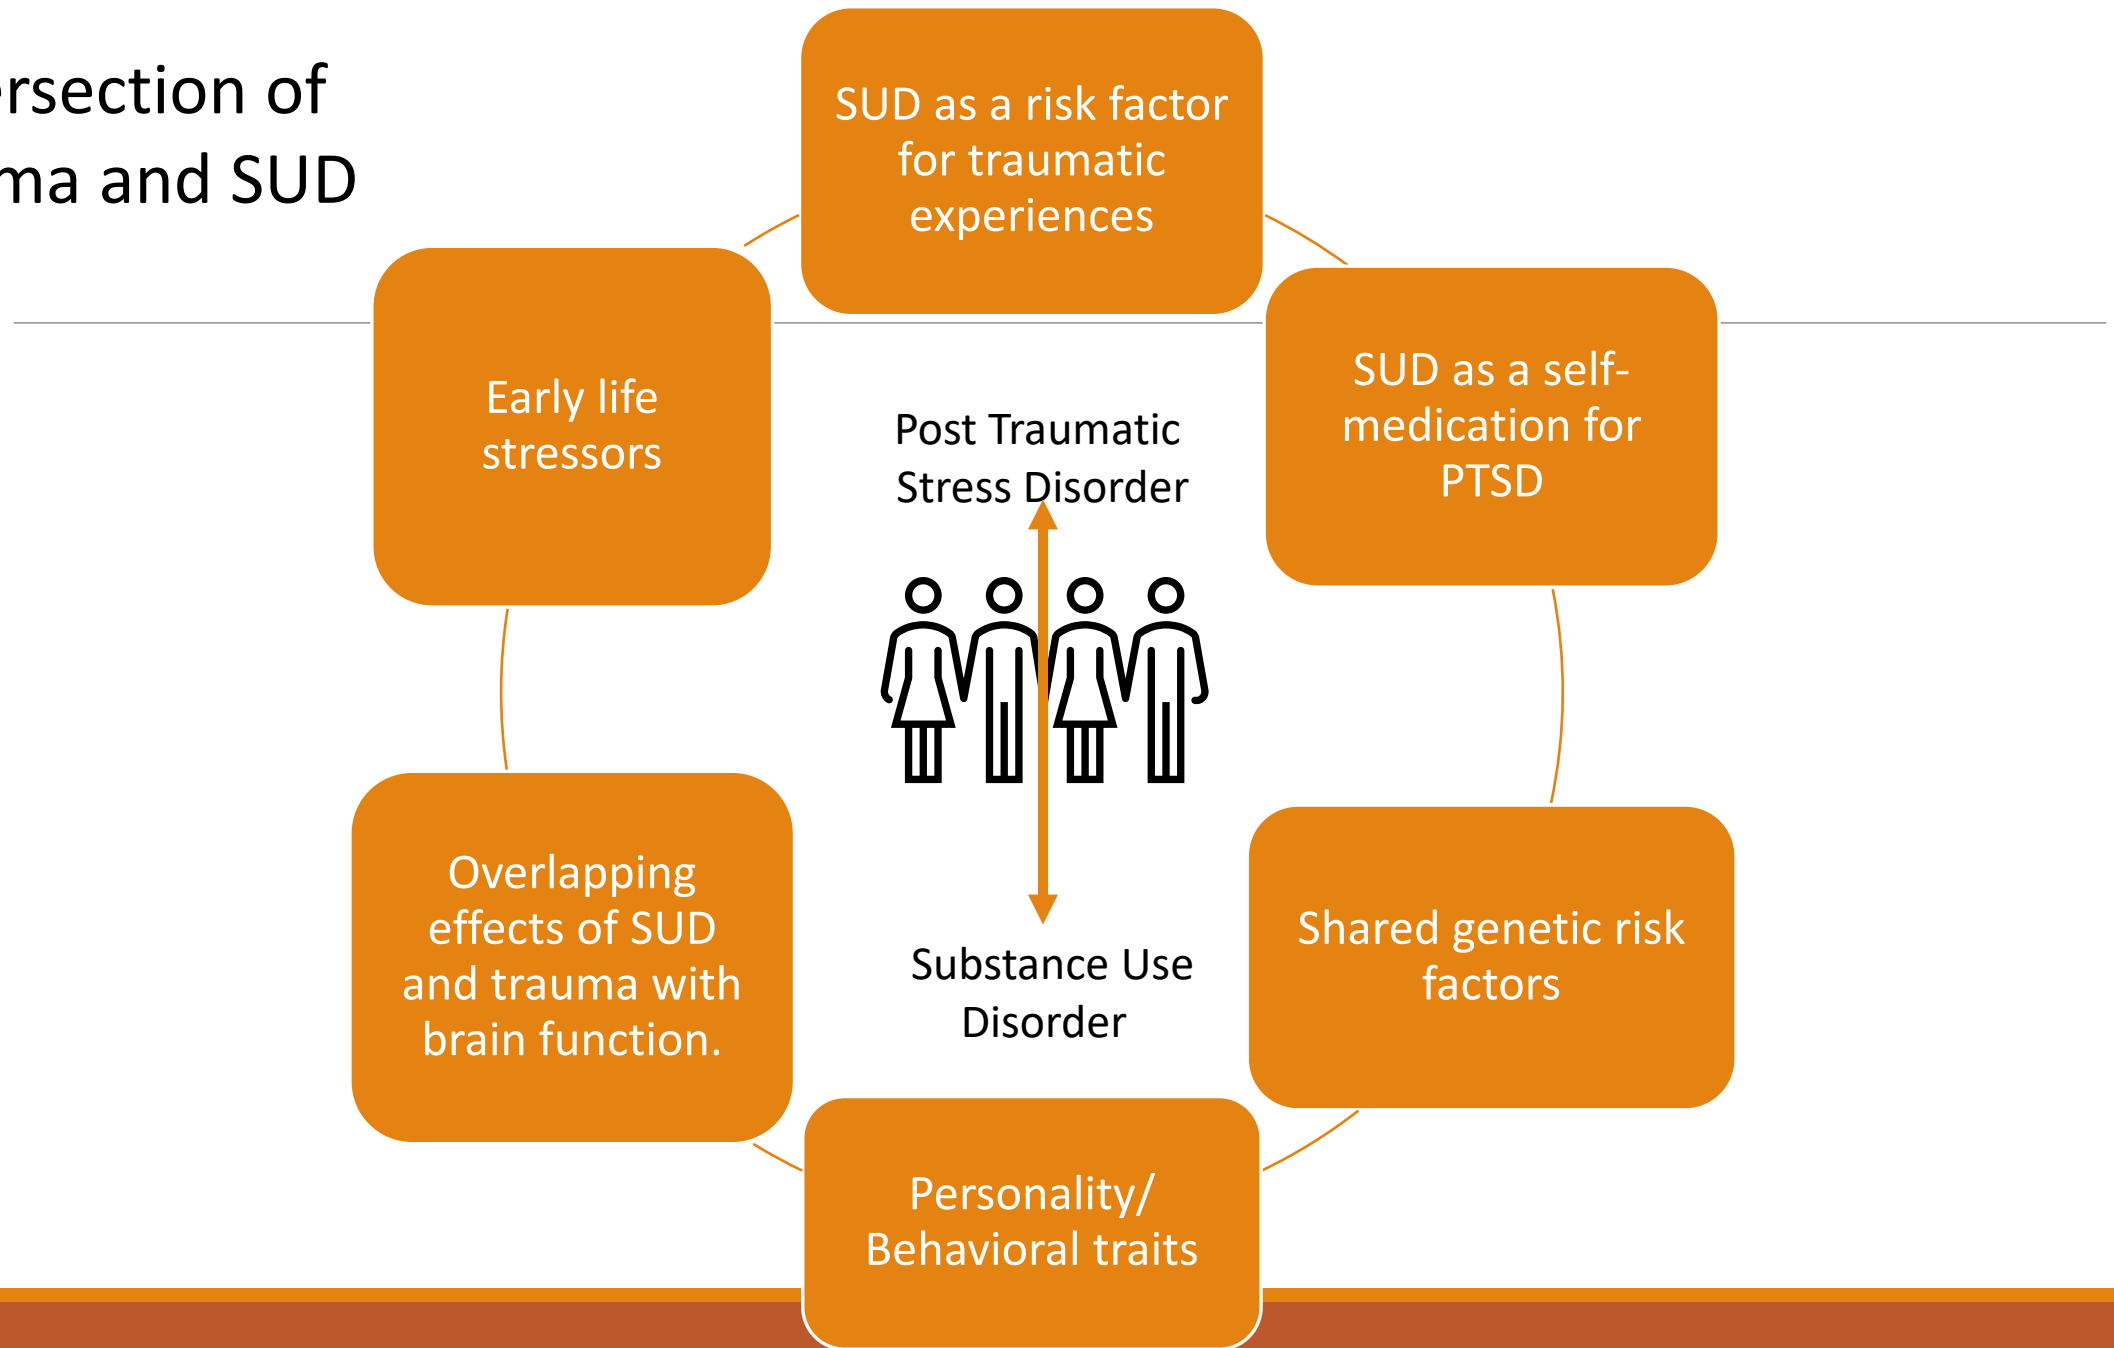 ersection of
ma and SUD
SUD as a risk factor
for traumatic
experiences
SUD as a self-
medication for
PTSD
Shared genetic risk
factors
Personality/
Behavioral traits
Overlapping
effects of SUD
and trauma with
brain function.
Early life
stressors
Post Traumatic
Stress Disorder
Substance Use
Disorder